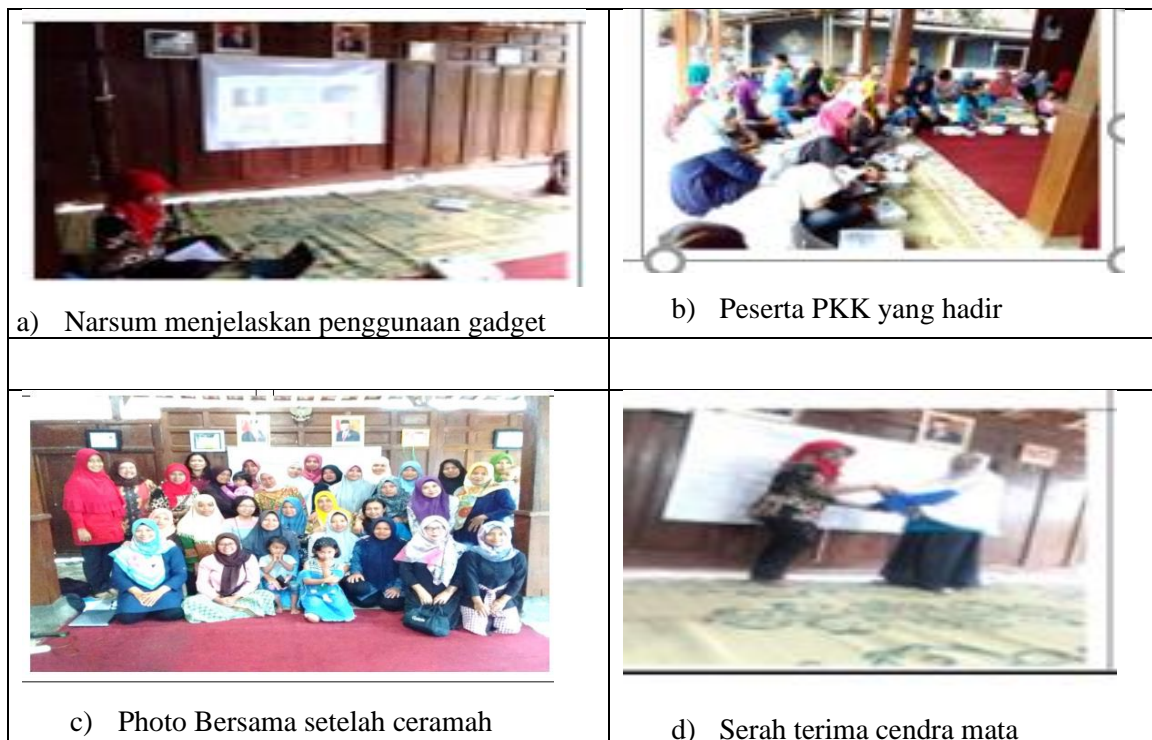 a) Narsum menjelaskan penggunaan gadget
b) Peserta PKK yang hadir
c) Photo Bersama setelah ceramah
d) Serah terima cendra mata